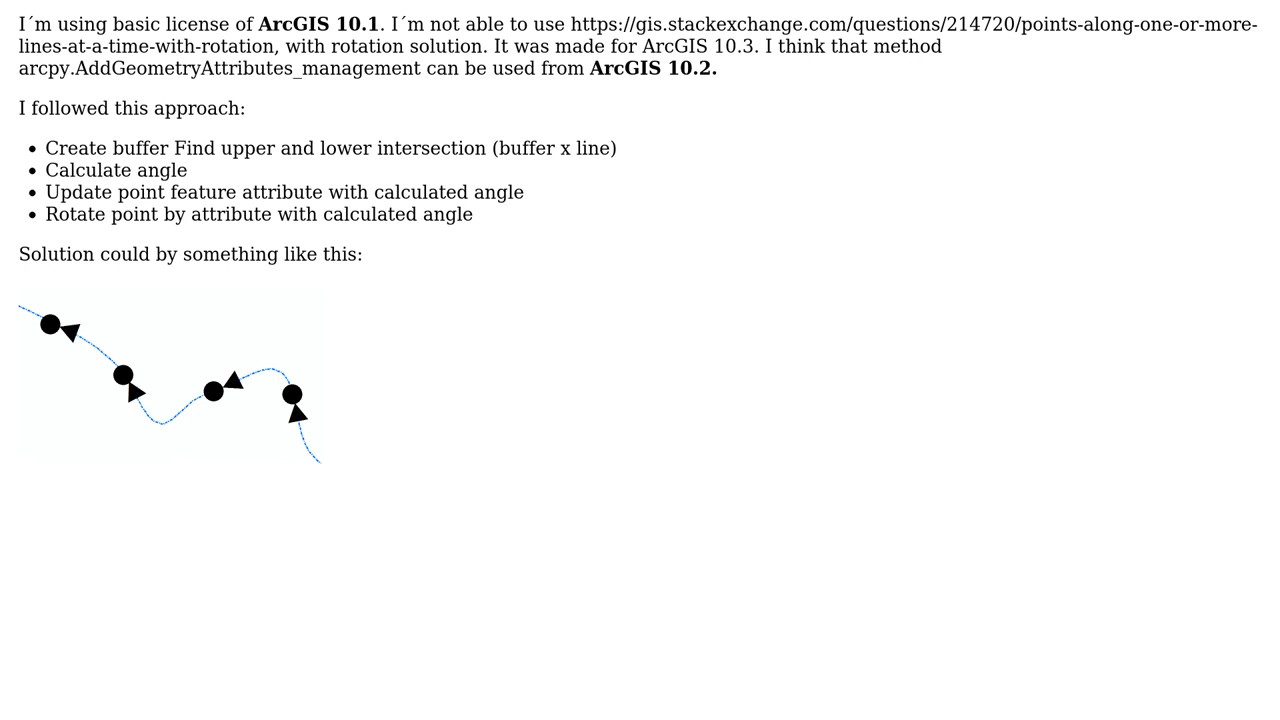 I´m using basic license of ArcGIS 10.1. I´m not able to use https://gis.stackexchange.com/questions/214720/points-along-one-or-more-
lines-at-a-time-with-rotation, with rotation solution. It was made for ArcGIS 10.3. I think that method
arcpy.AddGeometryAttributes_management can be used from ArcGIS 10.2.
I followed this approach:
• Create buffer Find upper and lower intersection (buffer x line)
• Calculate angle
• Update point feature attribute with calculated angle
• Rotate point by attribute with calculated angle
Solution could by something like this: